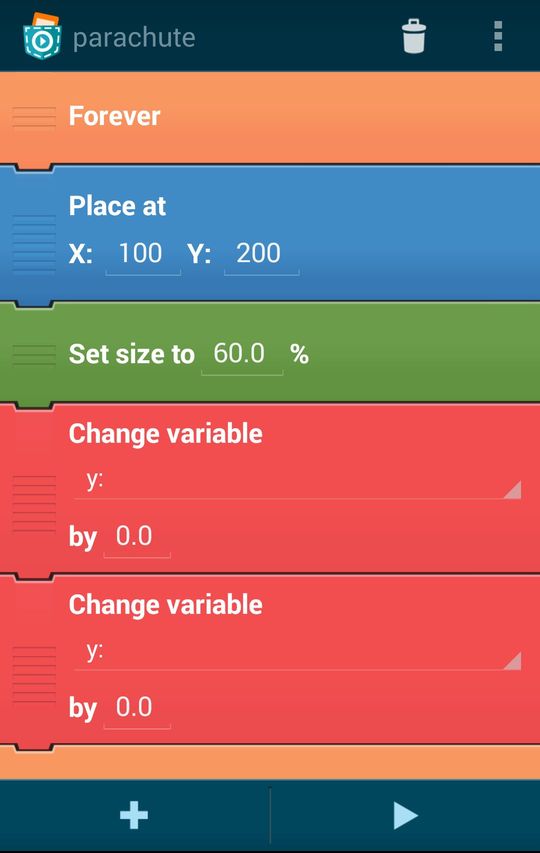 parachute
Forever
Place at
X: 100 Y: 200
Set size to 60.0 %
Change variable
y:
by 0.0
Change variable
y:
by 0.0